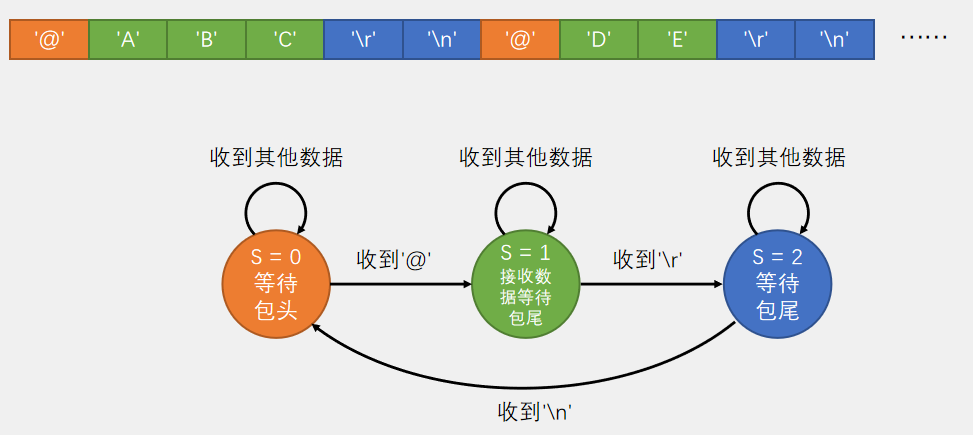 '@' 'A' 'B' 'C' '\r' '\n' '@' 'D' 'E' '\r' '\n' ……
收到其他数据 收到其他数据 收到其他数据
S = 0
等待
包头
收到'@'
S = 1
接收数
据等待
包尾
收到'\r'
S = 2
等待
包尾
收到'\n'